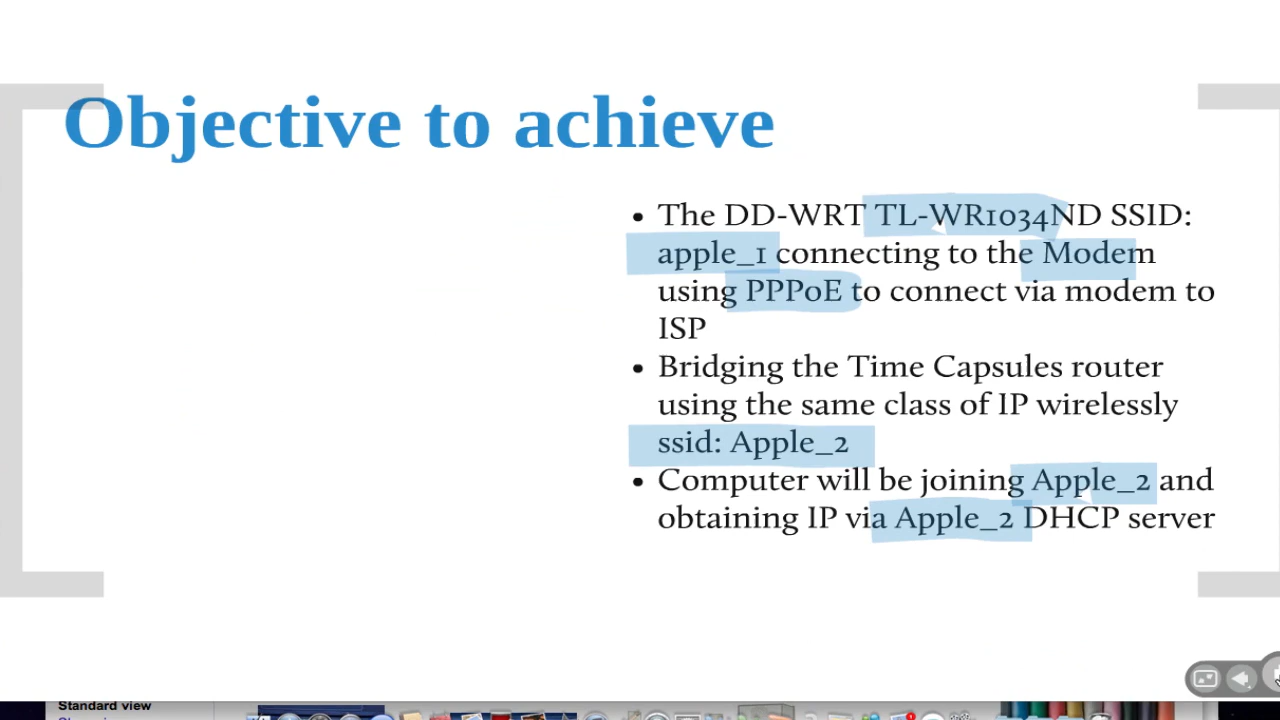 Objective to achieve
• The DD-WRT TL-WR1034ND SSID:
apple_1 connecting to the Modem
using PPPoE to connect via modem to
ISP
• Bridging the Time Capsules router
using the same class of IP wirelessly
ssid: Apple_2
• Computer will be joining Apple_2 and
obtaining IP via Apple_2 DHCP server
Standard view